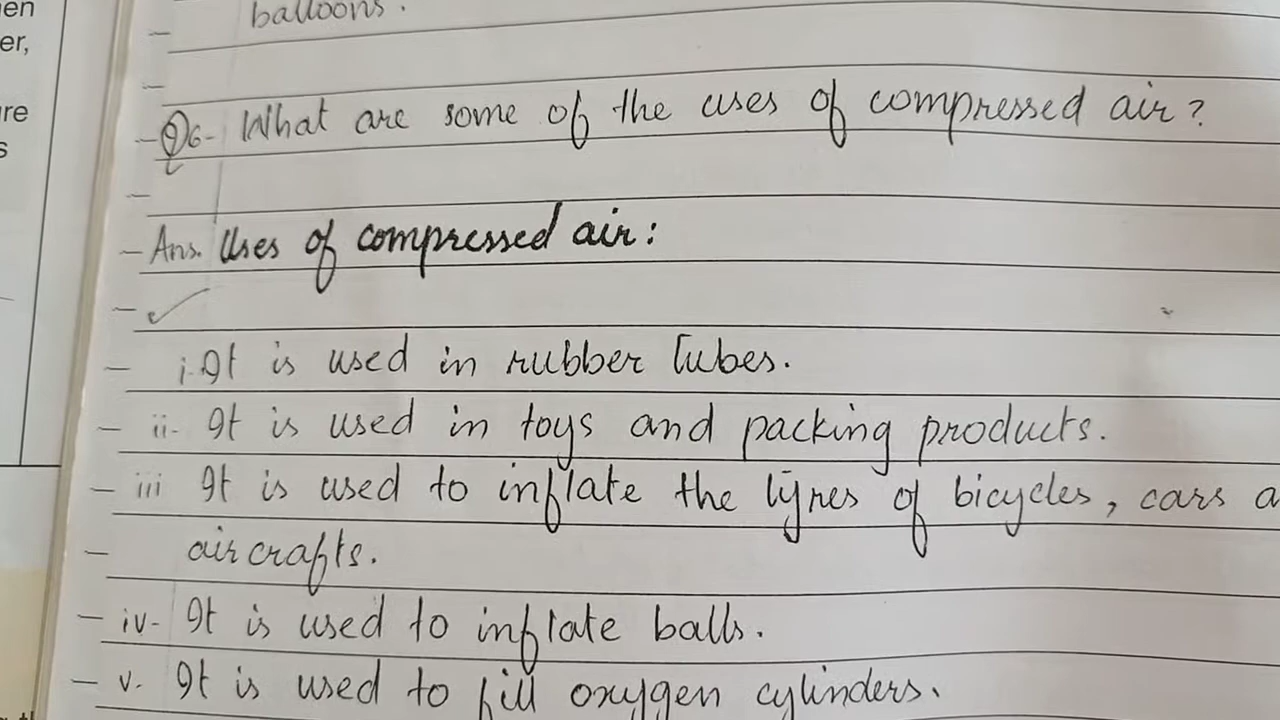 en
er,
re
s
balloons.
Q6- What are some of the uses of compressed air?
Ans. Uses of compressed air:
i. It is used in rubber tubes.
ii- It is used in toys and packing products.
iii It is used to inflate the tyres of bicycles, cars a
aircrafts.
iv- It is used to inflate balls.
v. It is used to fill oxygen cylinders.